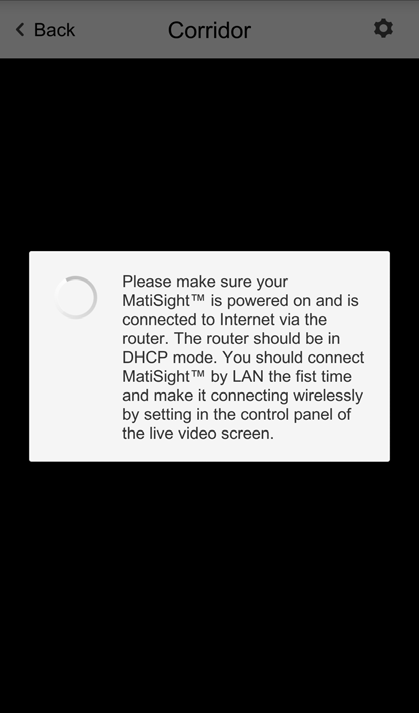 Back
Corridor
Please make sure your
MatiSight™ is powered on and is
connected to Internet via the
router. The router should be in
DHCP mode. You should connect
MatiSight™ by LAN the fist time
and make it connecting wirelessly
by setting in the control panel of
the live video screen.